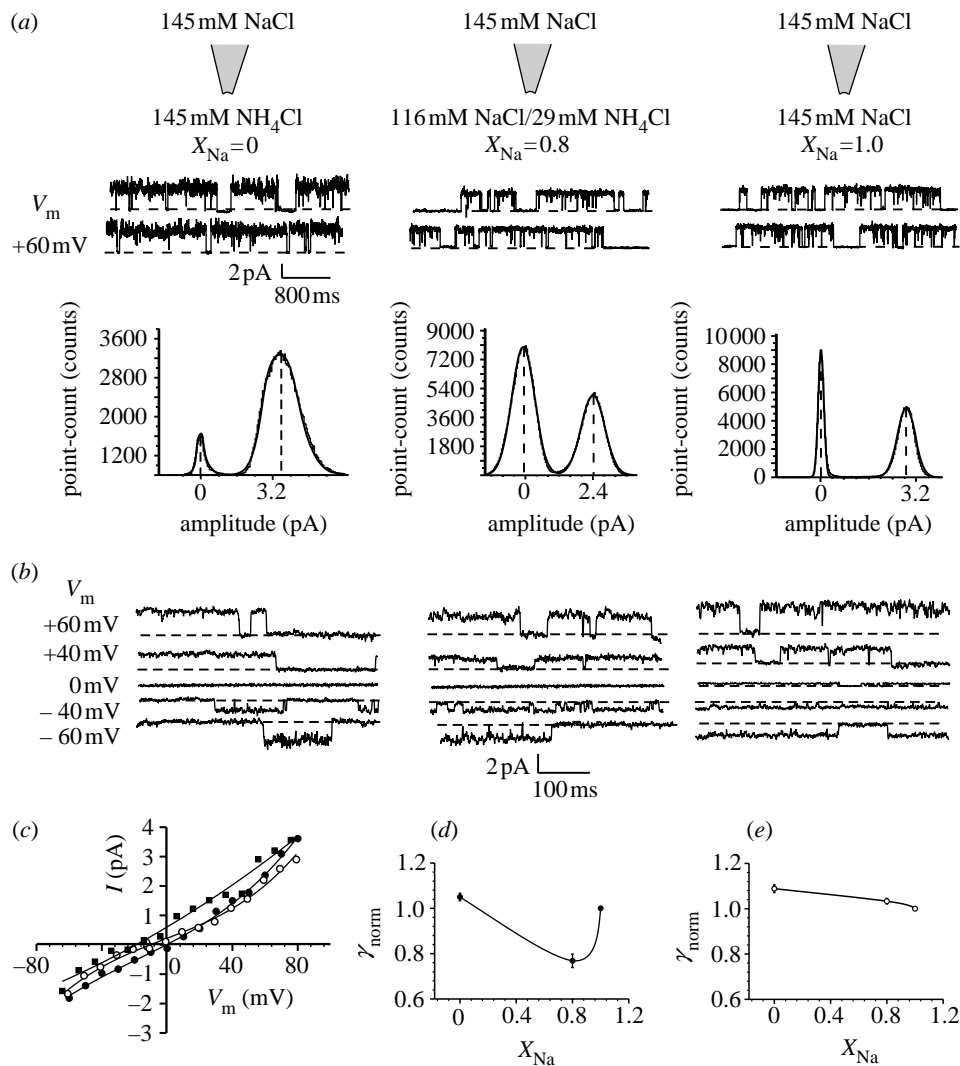 (a)
145 mM NaCl 145 mM NaCl 145 mM NaCl
145 mM NH4Cl 116 mM NaCl/29 mM NH4Cl 145 mM NaCl
XNa=0 XNa=0.8 XNa=1.0
Vm
+60 mV
2 pA
800 ms
point-count (counts)
3600
2800
2000
1200
0 3.2
amplitude (pA)
point-count (counts)
9000
7200
5400
4400
3600
1800
0 2.4
amplitude (pA)
point-count (counts)
10 000
8000
6000
4000
2000
0
0 3.2
amplitude (pA)
(b)
Vm
+60 mV
+40 mV
0 mV
– 40 mV
– 60 mV
2 pA
100 ms
(c)
I (pA)
4
3
2
1
0
–1
–2
–3
–80 0 40 80
Vm (mV)
(d)
γnorm
1.2
1.0
0.8
0.6
0 0.4 0.8 1.2
XNa
(e)
γnorm
1.2
1.0
0.8
0.6
0 0.4 0.8 1.2
XNa